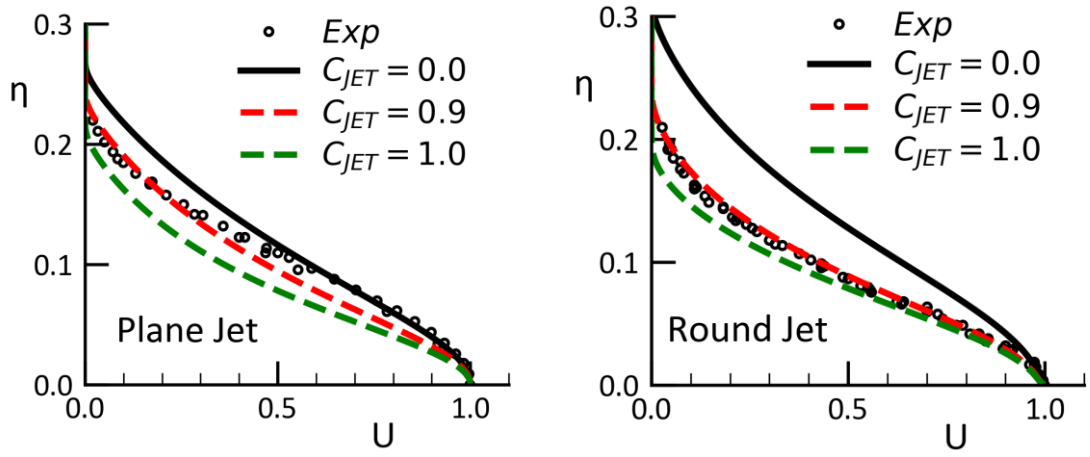 0.3
η
0.2
0.1
0.0
Exp
C_JET = 0.0
C_JET = 0.9
C_JET = 1.0
Plane Jet
0.0 0.5 1.0
U
0.3
η
0.2
0.1
0.0
Exp
C_JET = 0.0
C_JET = 0.9
C_JET = 1.0
Round Jet
0.0 0.5 1.0
U